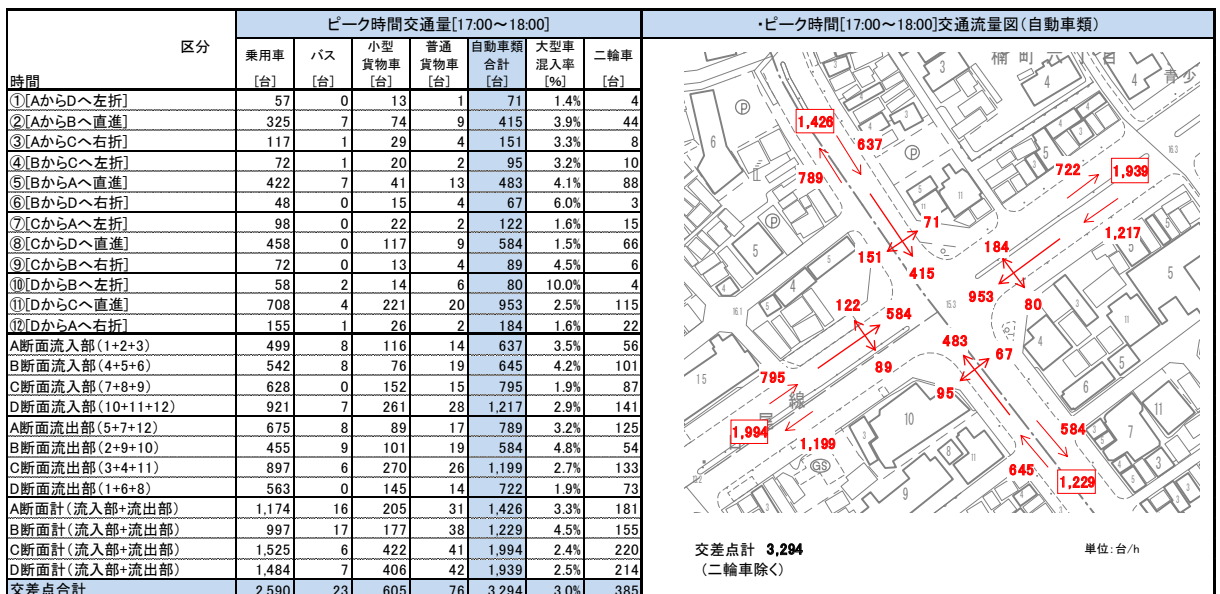 ピーク時間交通量[17:00～18:00]
・ピーク時間[17:00～18:00]交通流量図(自動車類)
区分
時間
乗用車 [台] バス [台] 小型貨物車 [台] 普通貨物車 [台] 自動車類合計 [台] 大型車混入率 [%] 二輪車 [台]
①[AからDへ左折] 57 0 13 1 71 1.4% 4
②[AからBへ直進] 325 7 74 9 415 3.9% 44
③[AからCへ右折] 117 1 29 4 151 3.3% 8
④[BからCへ左折] 72 1 20 2 95 3.2% 10
⑤[BからAへ直進] 422 7 41 13 483 4.1% 88
⑥[BからDへ右折] 48 0 15 4 67 6.0% 3
⑦[CからAへ左折] 98 0 22 2 122 1.6% 15
⑧[CからDへ直進] 458 0 117 9 584 1.5% 66
⑨[CからBへ右折] 72 0 13 4 89 4.5% 6
⑩[DからBへ左折] 58 2 14 6 80 10.0% 4
⑪[DからCへ直進] 708 4 221 20 953 2.5% 115
⑫[DからAへ右折] 155 1 26 2 184 1.6% 22
A断面流入部(1+2+3) 499 8 116 14 637 3.5% 56
B断面流入部(4+5+6) 542 8 76 19 645 4.2% 101
C断面流入部(7+8+9) 628 0 152 15 795 1.9% 87
D断面流入部(10+11+12) 921 7 261 28 1,217 2.9% 141
A断面流出部(5+7+12) 675 8 89 17 789 3.2% 125
B断面流出部(2+9+10) 455 9 101 19 584 4.8% 54
C断面流出部(3+4+11) 897 6 270 26 1,199 2.7% 133
D断面流出部(1+6+8) 563 0 145 14 722 1.9% 73
A断面計(流入部+流出部) 1,174 16 205 31 1,426 3.3% 181
B断面計(流入部+流出部) 997 17 177 38 1,229 4.5% 155
C断面計(流入部+流出部) 1,525 6 422 41 1,994 2.4% 220
D断面計(流入部+流出部) 1,484 7 406 42 1,939 2.5% 214
交差点合計 2,590 23 605 76 3,294 3.0% 385
1,426
637
789
722
1,939
1,217
71
151
415
184
953
80
122
584
89
483
67
95
795
1,994
1,199
584
645
1,229
線
GS
交差点計 3,294
(二輪車除く)
単位：台/h